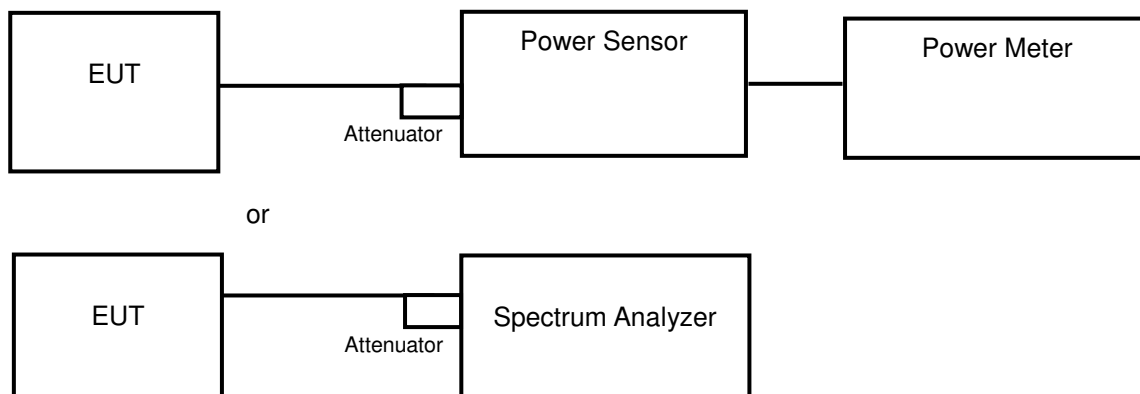 EUT
Power Sensor
Power Meter
Attenuator
or
EUT
Spectrum Analyzer
Attenuator